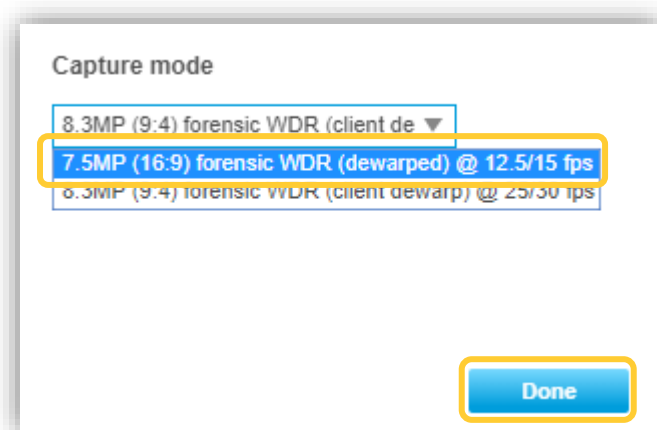 Capture mode
8.3MP (9:4) forensic WDR (client de
7.5MP (16:9) forensic WDR (dewarped) @ 12.5/15 fps
8.3MP (9:4) forensic WDR (client dewarp) @ 25/30 fps
Done